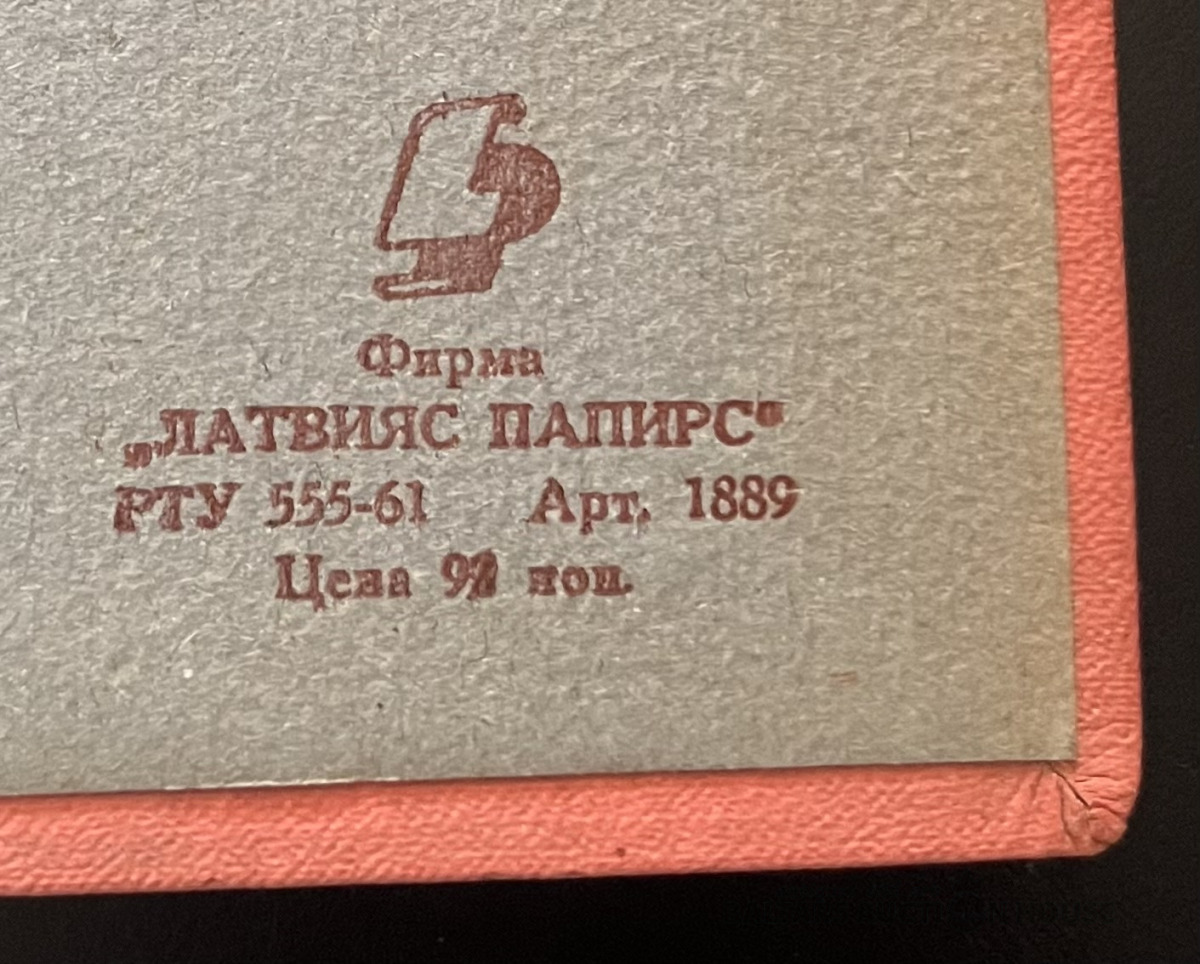 Фирма
„ЛАТВИЯС ПАПИРС“
РТУ 555-61 Арт. 1889
Цена коп.